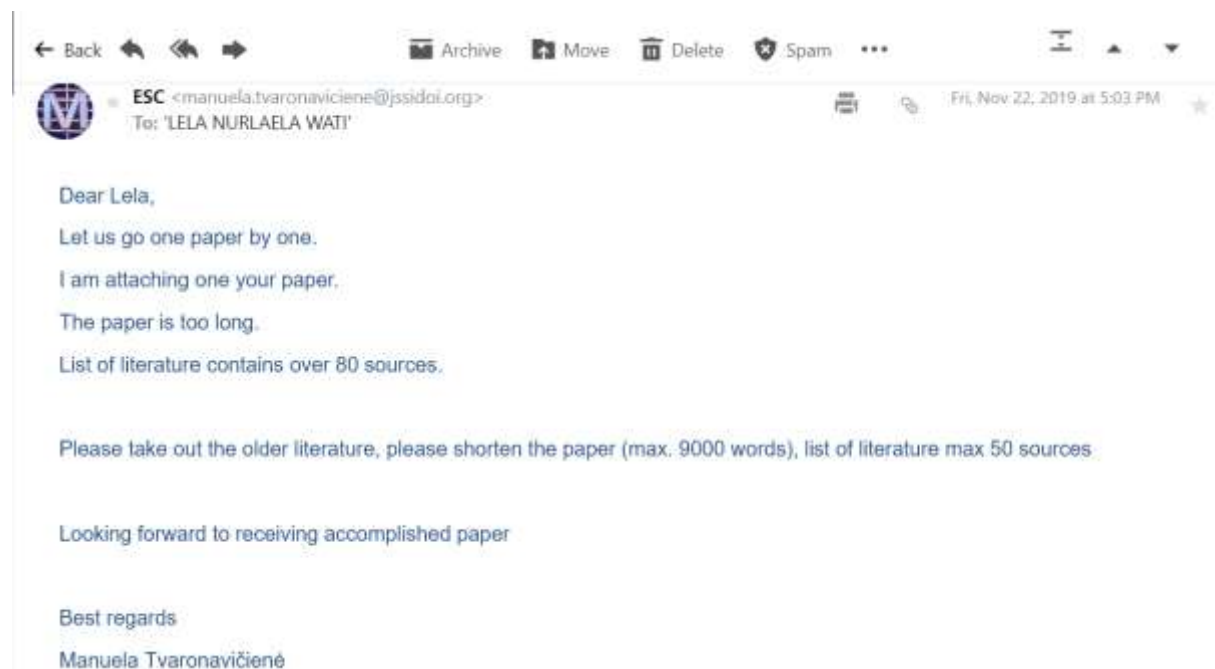 ← Back Archive Move Delete Spam •••
ESC <manuela.tvaronaviciene@jssidoi.org> Fri, Nov 22, 2019 at 5:03 PM
To: 'LELA NURLAELA WATI'
Dear Lela,
Let us go one paper by one.
I am attaching one your paper.
The paper is too long.
List of literature contains over 80 sources.
Please take out the older literature, please shorten the paper (max. 9000 words), list of literature max 50 sources
Looking forward to receiving accomplished paper
Best regards
Manuela Tvaronavičienė